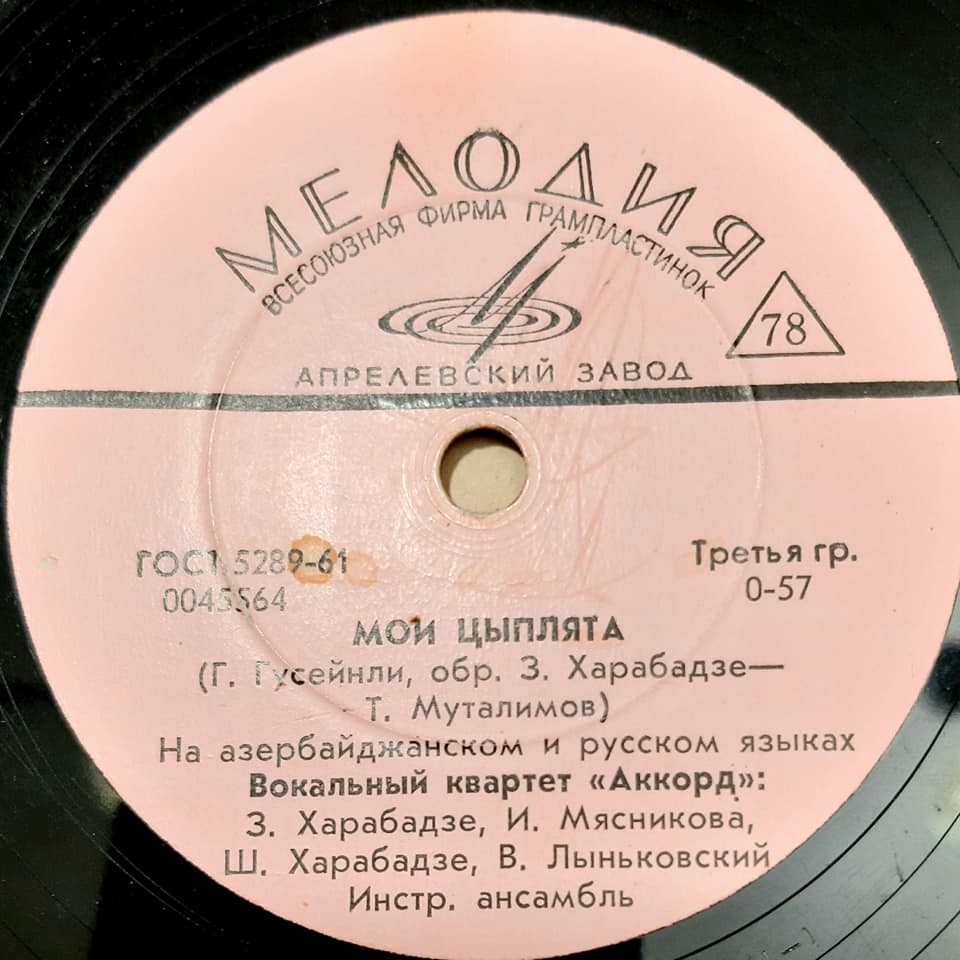 МЕЛОДИЯ
ВСЕСОЮЗНАЯ ФИРМА ГРАМПЛАСТИНОК
78
АПРЕЛЕВСКИЙ ЗАВОД
ГОСТ 5289-61
Третья гр.
0045564
0-57
МОИ ЦЫПЛЯТА
(Г. Гусейнли, обр. З. Харабадзе—
Т. Муталимов)
На азербайджанском и русском языках
Вокальный квартет «Аккорд»:
З. Харабадзе, И. Мясникова,
Ш. Харабадзе, В. Лыньковский
Инстр. ансамбль